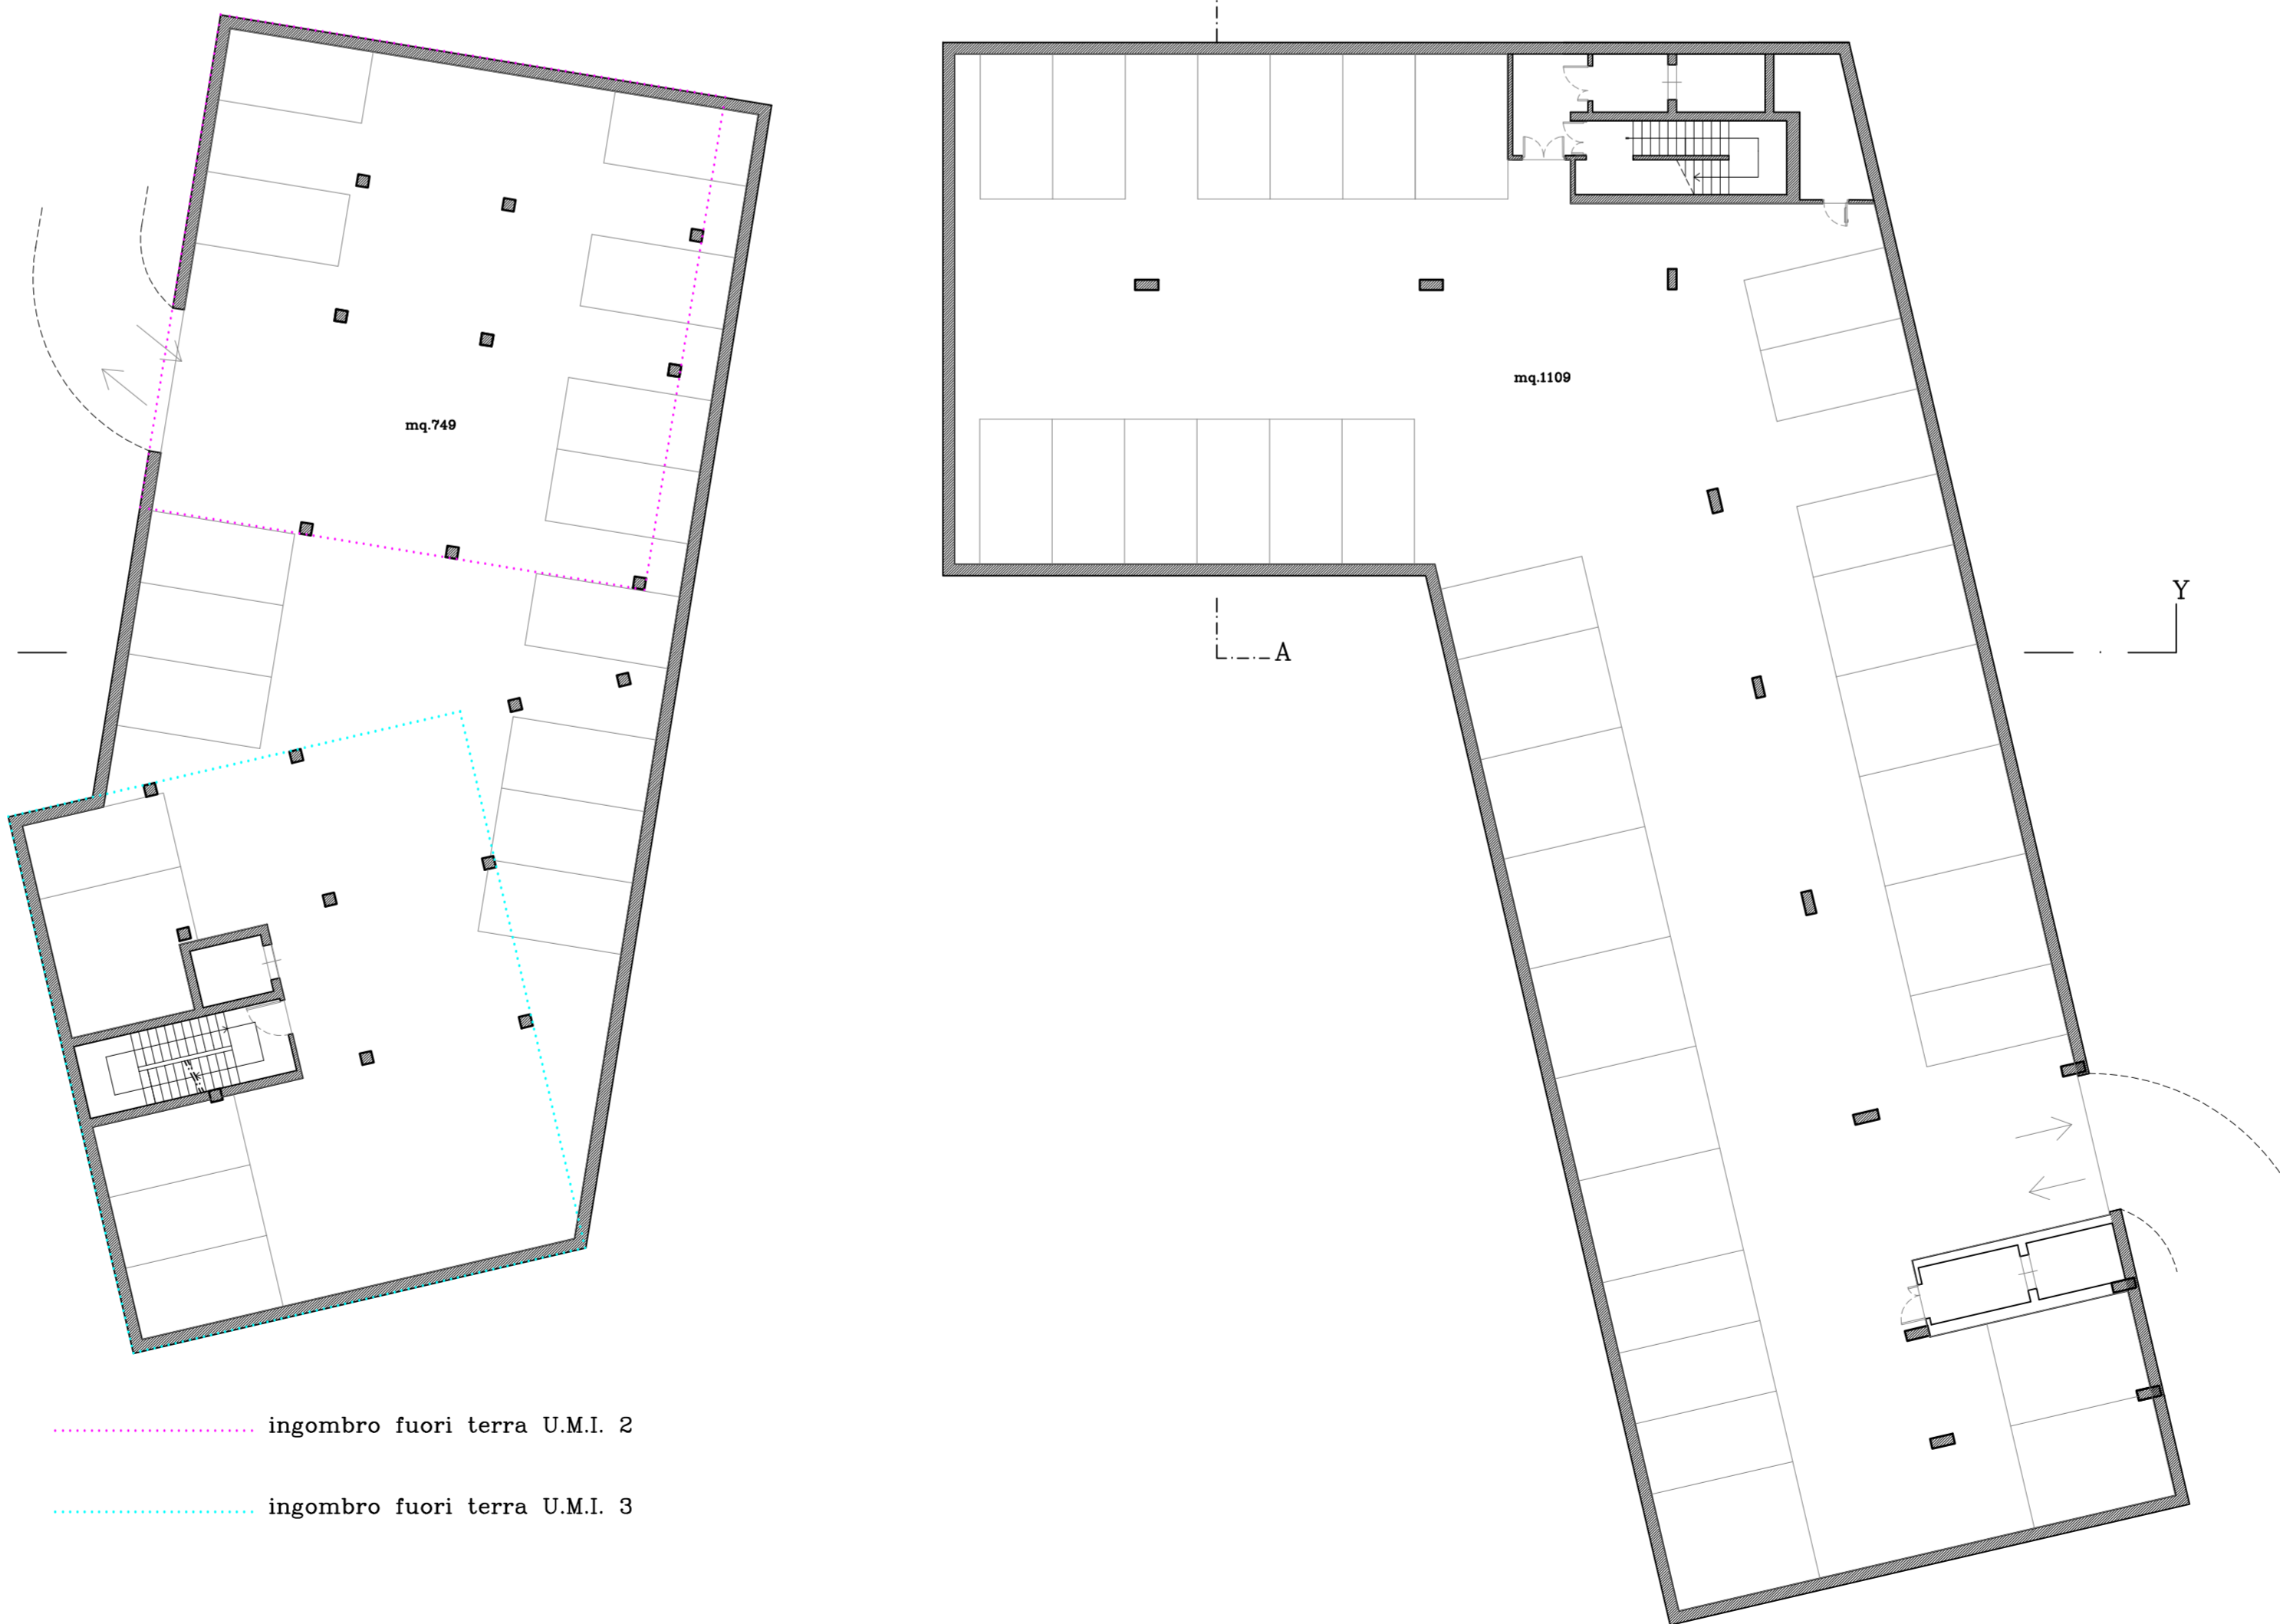 mq.1109
mq.749
Y
A
ingombro fuori terra U.M.I. 2
ingombro fuori terra U.M.I. 3